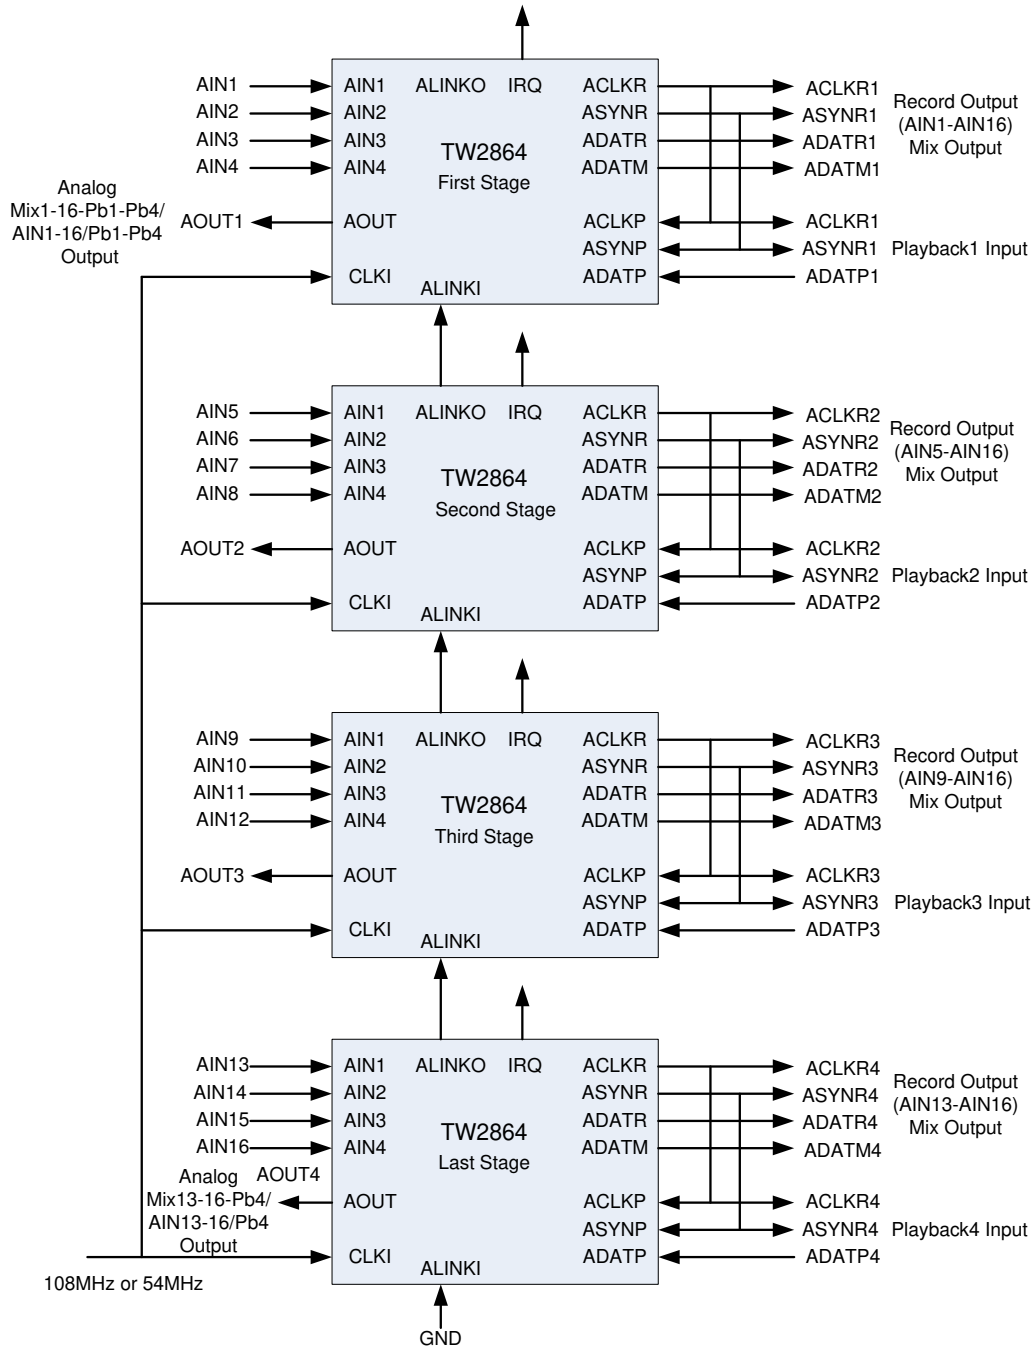 AIN1 AIN1 ALINKO IRQ ACLKR ACLKR1
AIN2 AIN2 ASYNR ASYNR1
AIN3 AIN3 ADATR ADATR1
AIN4 AIN4 ADATM ADATM1
Record Output
(AIN1-AIN16)
Mix Output
TW2864
First Stage
Analog
Mix1-16-Pb1-Pb4/
AIN1-16/Pb1-Pb4
Output
AOUT1 AOUT ACLKP ACLKR1
ASYNP ASYNR1 Playback1 Input
CLKI ADATP ADATP1
ALINKI
AIN5 AIN1 ALINKO IRQ ACLKR ACLKR2
AIN6 AIN2 ASYNR ASYNR2
AIN7 AIN3 ADATR ADATR2
AIN8 AIN4 ADATM ADATM2
Record Output
(AIN5-AIN16)
Mix Output
TW2864
Second Stage
AOUT2 AOUT ACLKP ACLKR2
ASYNP ASYNR2 Playback2 Input
CLKI ADATP ADATP2
ALINKI
AIN9 AIN1 ALINKO IRQ ACLKR ACLKR3
AIN10 AIN2 ASYNR ASYNR3
AIN11 AIN3 ADATR ADATR3
AIN12 AIN4 ADATM ADATM3
Record Output
(AIN9-AIN16)
Mix Output
TW2864
Third Stage
AOUT3 AOUT ACLKP ACLKR3
ASYNP ASYNR3 Playback3 Input
CLKI ADATP ADATP3
ALINKI
AIN13 AIN1 ALINKO IRQ ACLKR ACLKR4
AIN14 AIN2 ASYNR ASYNR4
AIN15 AIN3 ADATR ADATR4
AIN16 AIN4 ADATM ADATM4
Record Output
(AIN13-AIN16)
Mix Output
TW2864
Last Stage
Analog
Mix13-16-Pb4/
AIN13-16/Pb4
Output
AOUT4 AOUT ACLKP ACLKR4
ASYNP ASYNR4 Playback4 Input
CLKI ADATP ADATP4
ALINKI
108MHz or 54MHz
GND